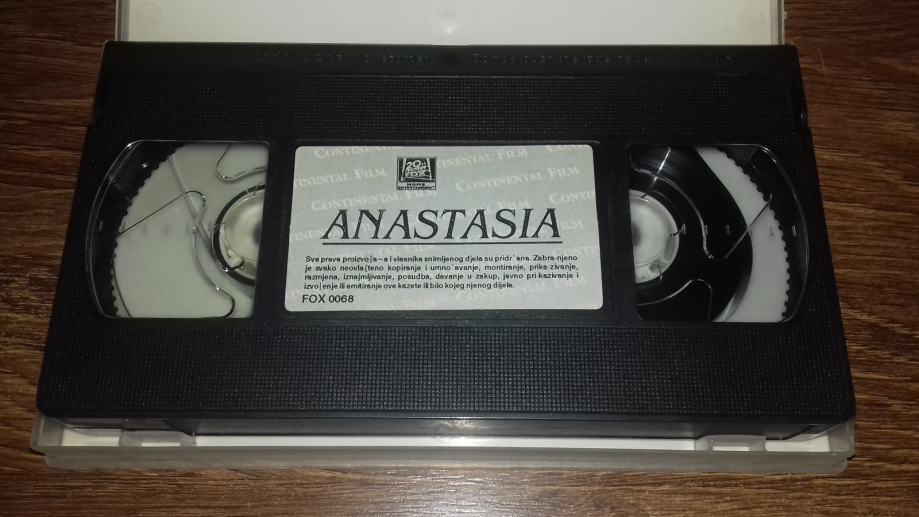 CONTINENTAL FILM
20th CENTURY FOX
HOME ENTERTAINMENT
ANASTASIA
Sva prava proizvo|a~a i vlasnika snimljenog djela su pridr`ana. Zabra-njeno
je svako neovla{teno kopiranje i umno`avanje, montiranje, prika-zivanje,
razmjena, iznajmljivanje, posudba, davanje u zakup, javno pri-kazivanje i
izvo|enje ili emitiranje ove kazete ili bilo kojeg njenog dijela.
FOX 0068